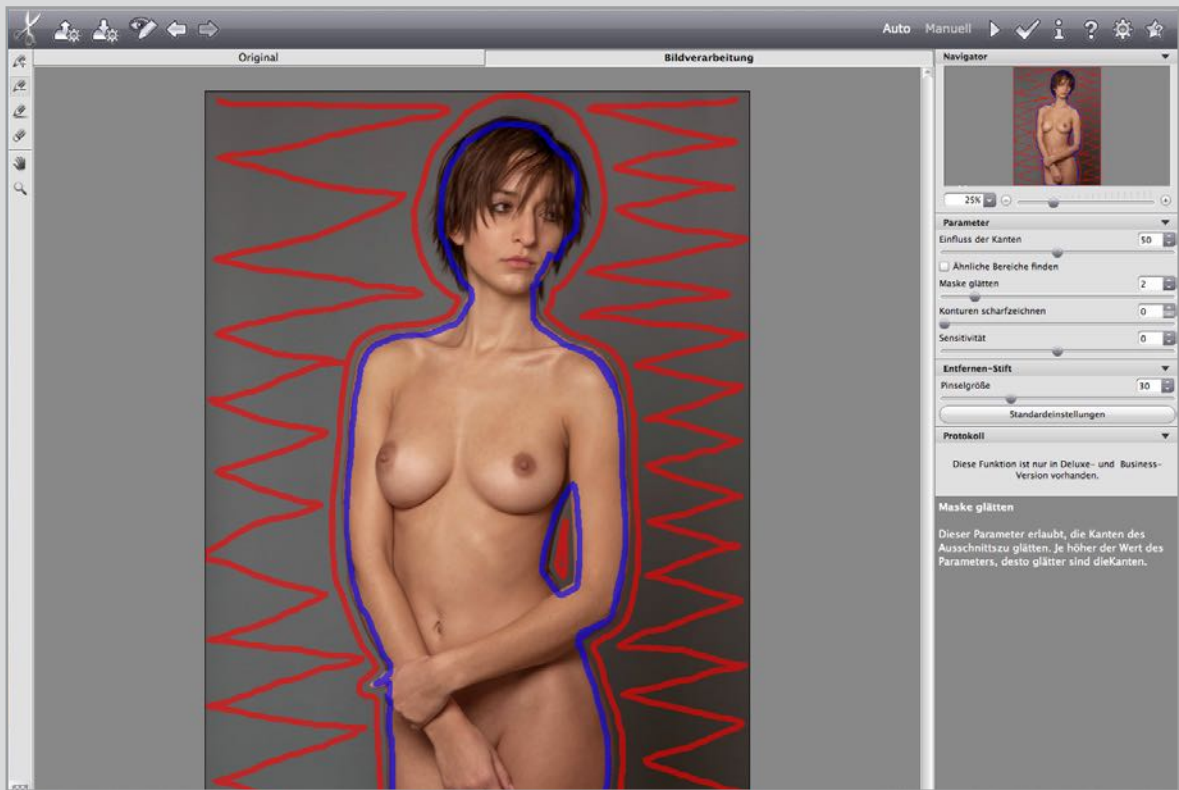 Auto Manuell
Original
Bildverarbeitung
Navigator
25%
Parameter
Einfluss der Kanten 50
Ähnliche Bereiche finden
Maske glätten 2
Konturen scharfzeichnen 0
Sensitivität 0
Entfernen-Stift
Pinselgröße 30
Standardeinstellungen
Protokoll
Diese Funktion ist nur in Deluxe- und Business-
Version vorhanden.
Maske glätten
Dieser Parameter erlaubt, die Kanten des
Ausschnittszu glätten. Je höher der Wert des
Parameters, desto glätter sind dieKanten.